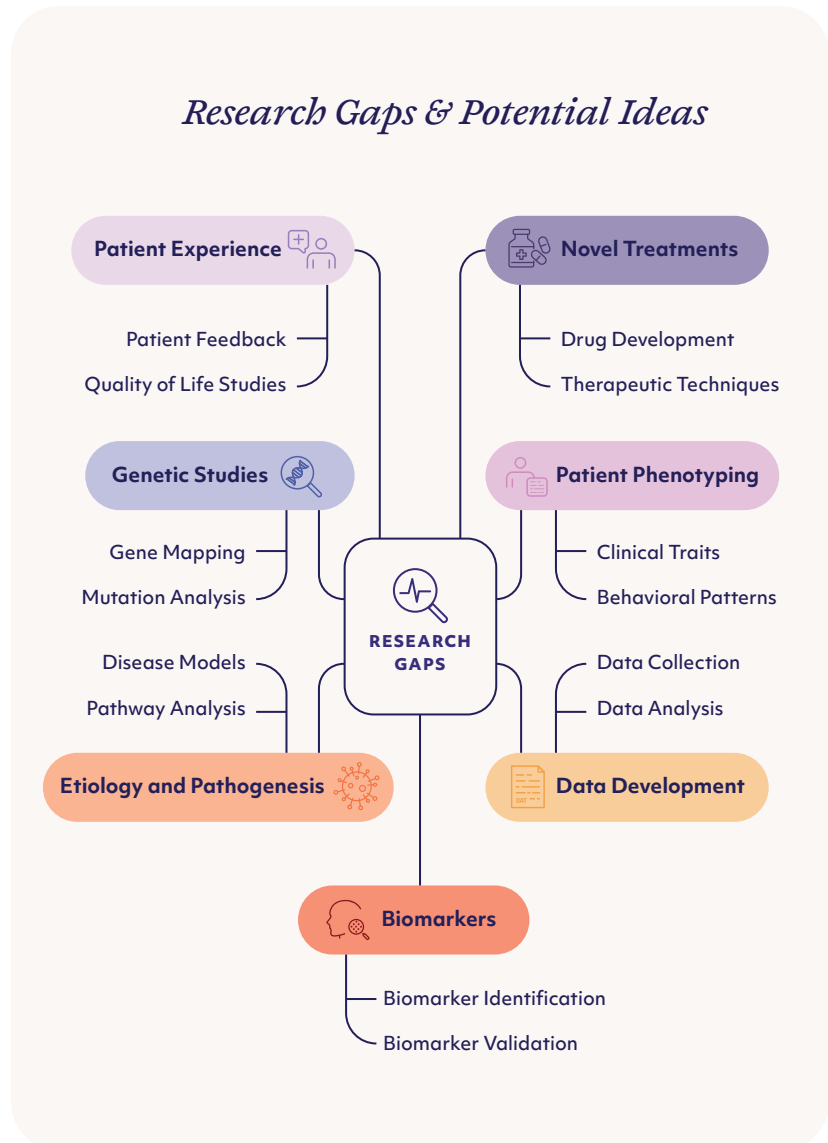 Research Gaps & Potential Ideas
Patient Experience
Patient Feedback
Quality of Life Studies
Novel Treatments
Drug Development
Therapeutic Techniques
Genetic Studies
Gene Mapping
Mutation Analysis
Patient Phenotyping
Clinical Traits
Behavioral Patterns
RESEARCH
GAPS
Disease Models
Pathway Analysis
Etiology and Pathogenesis
Data Collection
Data Analysis
Data Development
Biomarkers
Biomarker Identification
Biomarker Validation